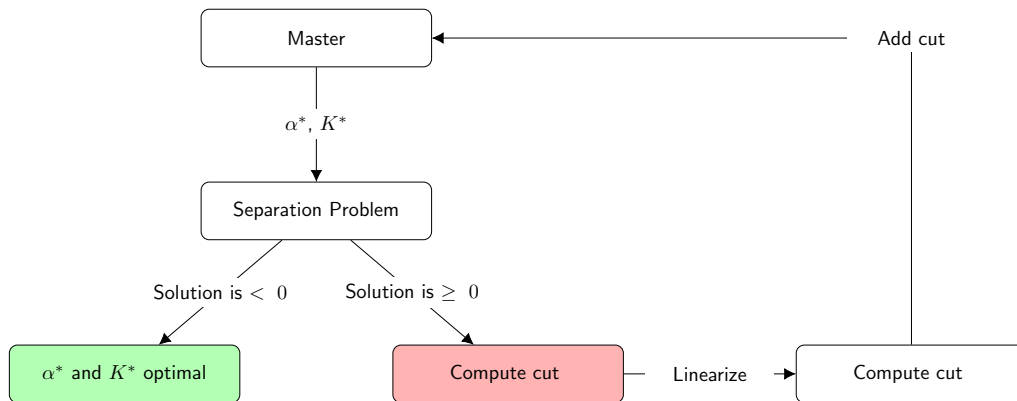 Master
Add cut
α*, K*
Separation Problem
Solution is < 0
Solution is ≥ 0
α* and K* optimal
Compute cut
Linearize
Compute cut